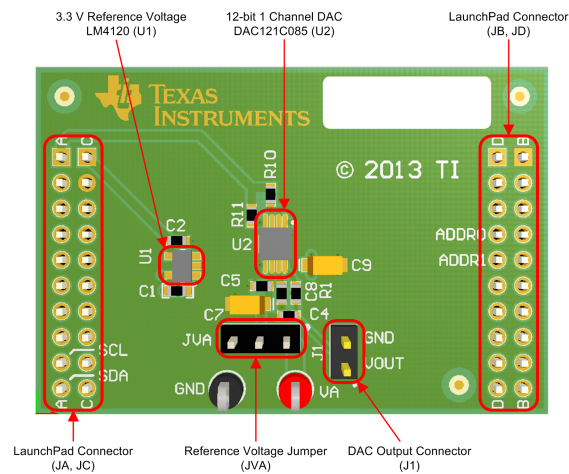 3.3 V Reference Voltage
LM4120 (U1)
12-bit 1 Channel DAC
DAC121C085 (U2)
LaunchPad Connector
(JB, JD)
TEXAS
INSTRUMENTS
A C
D B
© 2013 TI
R10
R11
C2
U1
U2
ADDR0
ADDR1
C9
C5
C1
C8
R1
C7
C4
JVA
J1
GND
VOUT
SCL
SDA
GND
VA
A C
D B
LaunchPad Connector
(JA, JC)
Reference Voltage Jumper
(JVA)
DAC Output Connector
(J1)